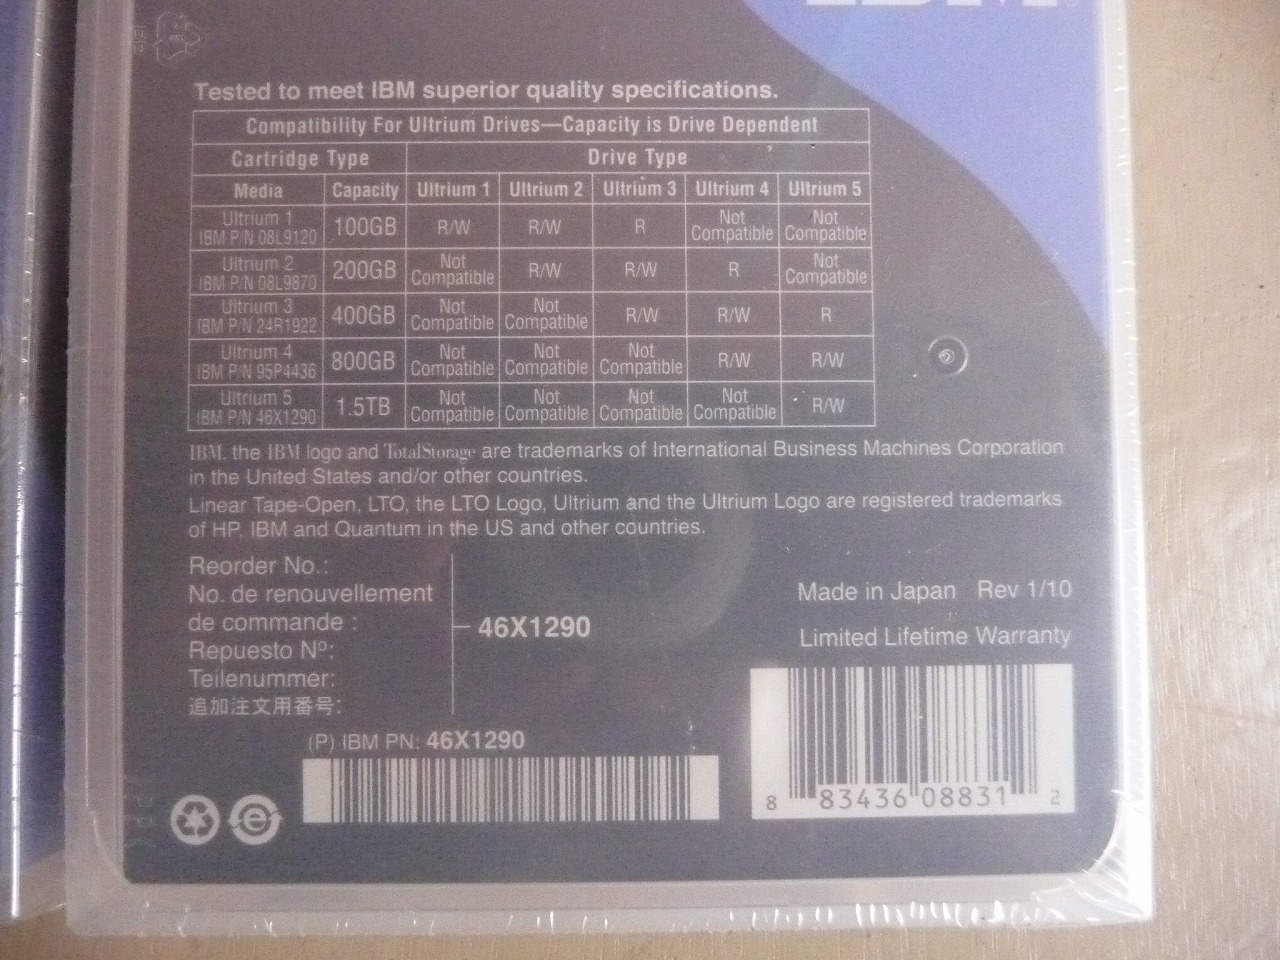 IBM
Tested to meet IBM superior quality specifications.
Compatibility For Ultrium Drives—Capacity is Drive Dependent
Cartridge Type Drive Type
Media Capacity Ultrium 1 Ultrium 2 Ultrium 3 Ultrium 4 Ultrium 5
Ultrium 1 IBM P/N 08L9120 100GB R/W R/W R Not Compatible Not Compatible
Ultrium 2 IBM P/N 08L9870 200GB Not Compatible R/W R/W R Not Compatible
Ultrium 3 IBM P/N 24R1922 400GB Not Compatible Not Compatible R/W R/W R
Ultrium 4 IBM P/N 95P4436 800GB Not Compatible Not Compatible Not Compatible R/W R/W
Ultrium 5 IBM P/N 46X1290 1.5TB Not Compatible Not Compatible Not Compatible Not Compatible R/W
IBM, the IBM logo and TotalStorage are trademarks of International Business Machines Corporation
in the United States and/or other countries.
Linear Tape-Open, LTO, the LTO Logo, Ultrium and the Ultrium Logo are registered trademarks
of HP, IBM and Quantum in the US and other countries.
Reorder No.:
No. de renouvellement
de commande :
Repuesto Nº:
Teilenummer:
追加注文用番号:
46X1290
Made in Japan Rev 1/10
Limited Lifetime Warranty
(P) IBM PN: 46X1290
8 83436 08831 2